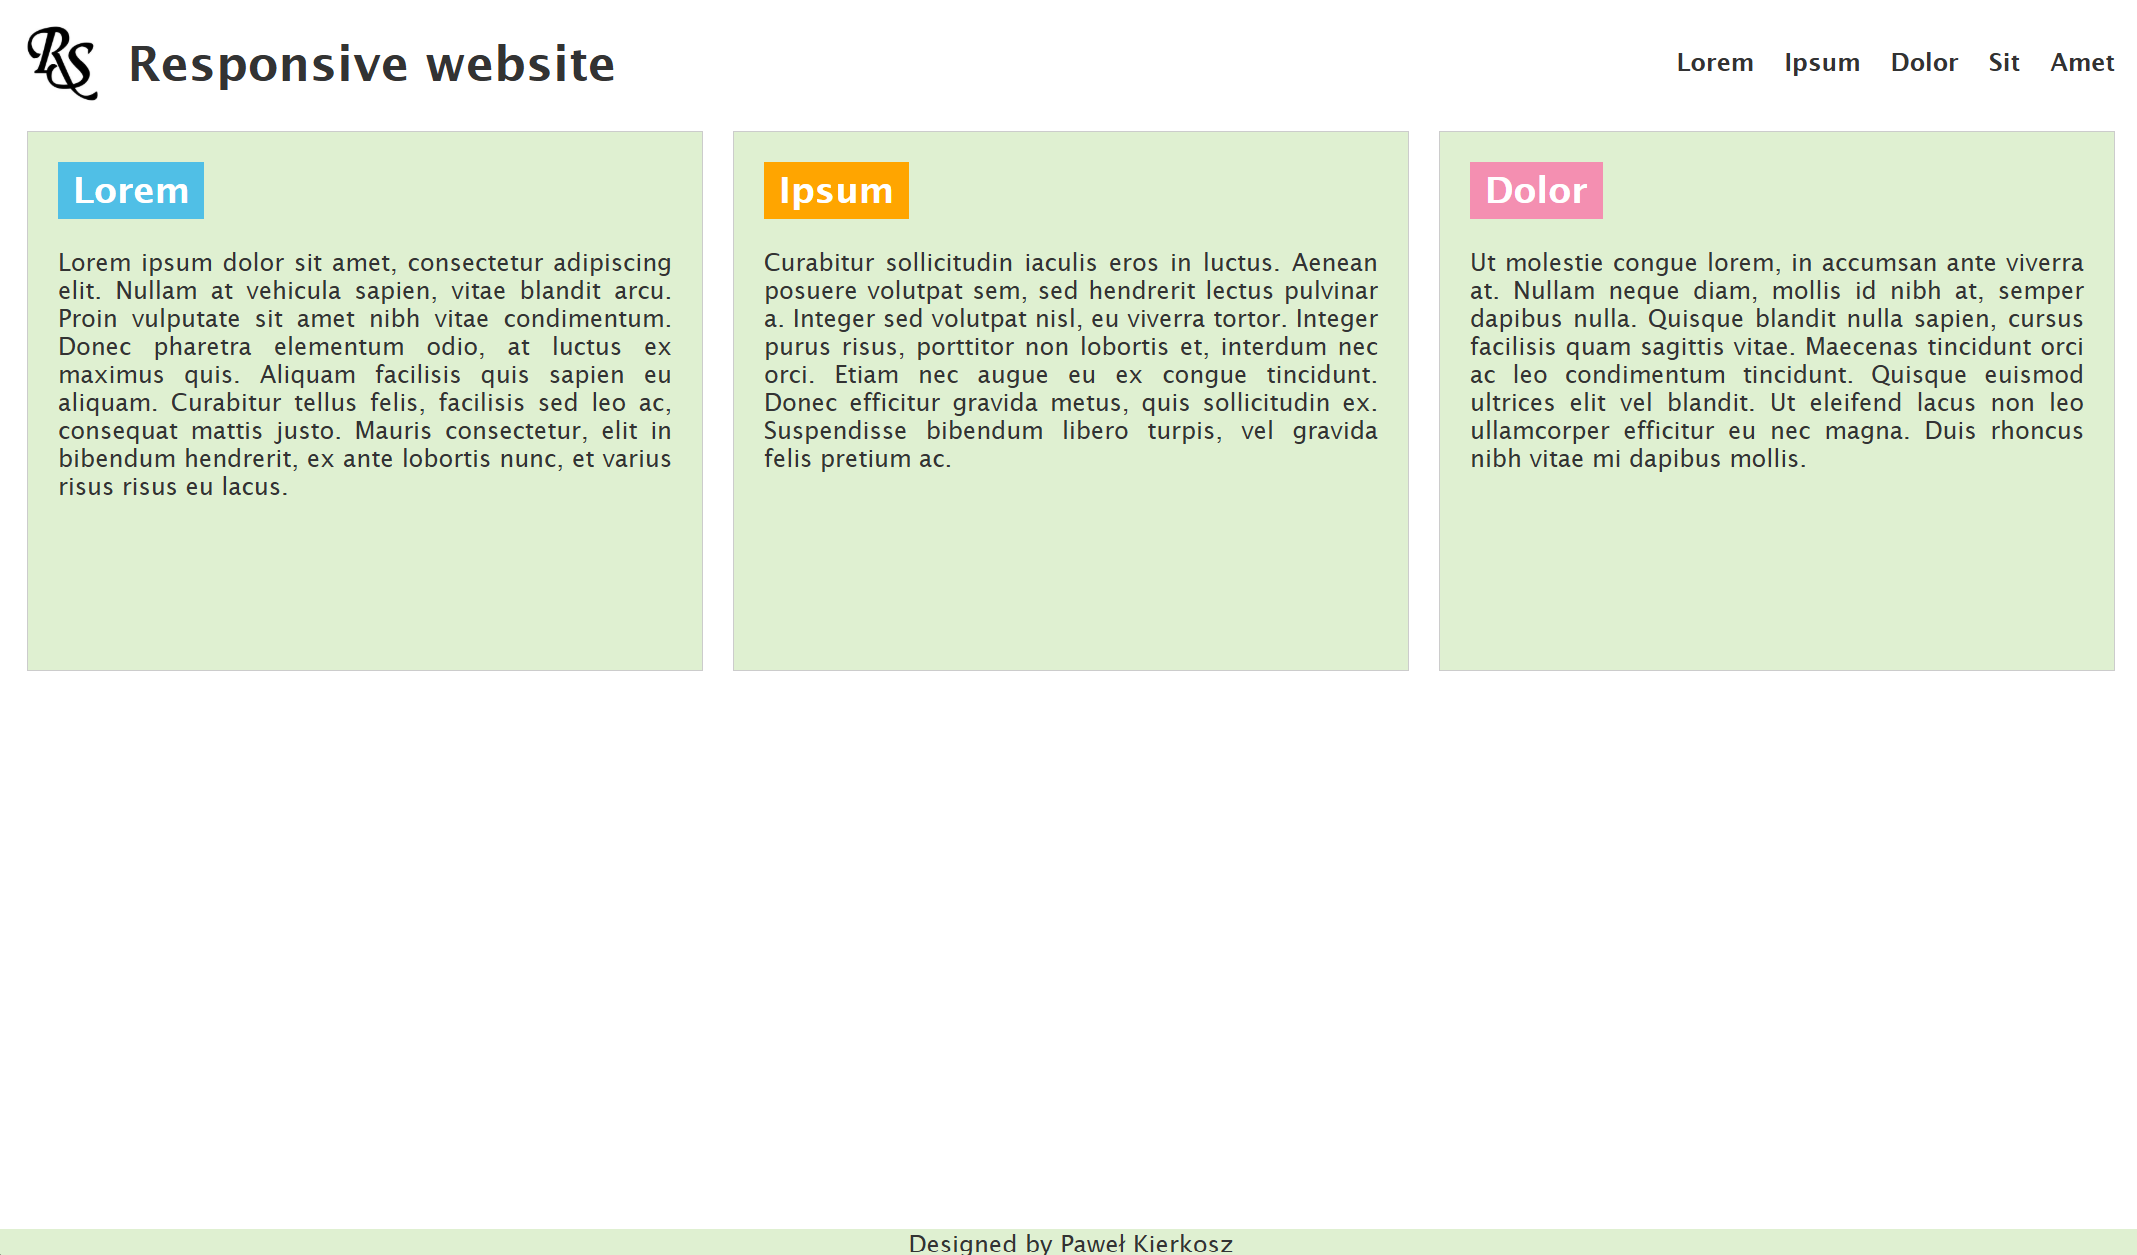 RS
Responsive website
Lorem Ipsum Dolor Sit Amet
Lorem
Lorem ipsum dolor sit amet, consectetur adipiscing
elit. Nullam at vehicula sapien, vitae blandit arcu.
Proin vulputate sit amet nibh vitae condimentum.
Donec pharetra elementum odio, at luctus ex
maximus quis. Aliquam facilisis quis sapien eu
aliquam. Curabitur tellus felis, facilisis sed leo ac,
consequat mattis justo. Mauris consectetur, elit in
bibendum hendrerit, ex ante lobortis nunc, et varius
risus risus eu lacus.
Ipsum
Curabitur sollicitudin iaculis eros in luctus. Aenean
posuere volutpat sem, sed hendrerit lectus pulvinar
a. Integer sed volutpat nisl, eu viverra tortor. Integer
purus risus, porttitor non lobortis et, interdum nec
orci. Etiam nec augue eu ex congue tincidunt.
Donec efficitur gravida metus, quis sollicitudin ex.
Suspendisse bibendum libero turpis, vel gravida
felis pretium ac.
Dolor
Ut molestie congue lorem, in accumsan ante viverra
at. Nullam neque diam, mollis id nibh at, semper
dapibus nulla. Quisque blandit nulla sapien, cursus
facilisis quam sagittis vitae. Maecenas tincidunt orci
ac leo condimentum tincidunt. Quisque euismod
ultrices elit vel blandit. Ut eleifend lacus non leo
ullamcorper efficitur eu nec magna. Duis rhoncus
nibh vitae mi dapibus mollis.
Designed by Paweł Kierkosz